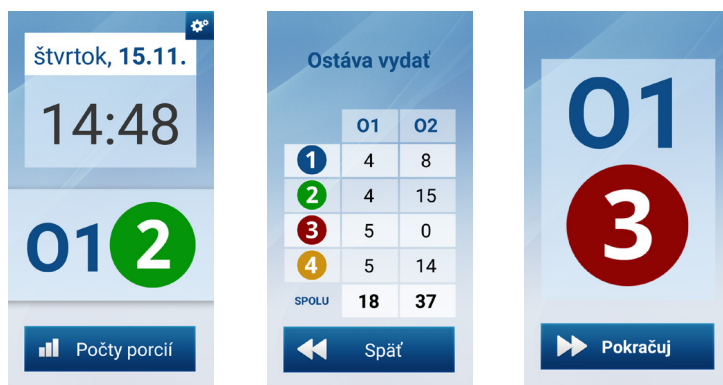 štvrtok, 15.11.
14:48
O1 2
Počty porcií
Ostáva vydať
O1 O2
1 4 8
2 4 15
3 5 0
4 5 14
SPOLU 18 37
Späť
O1
3
Pokračuj